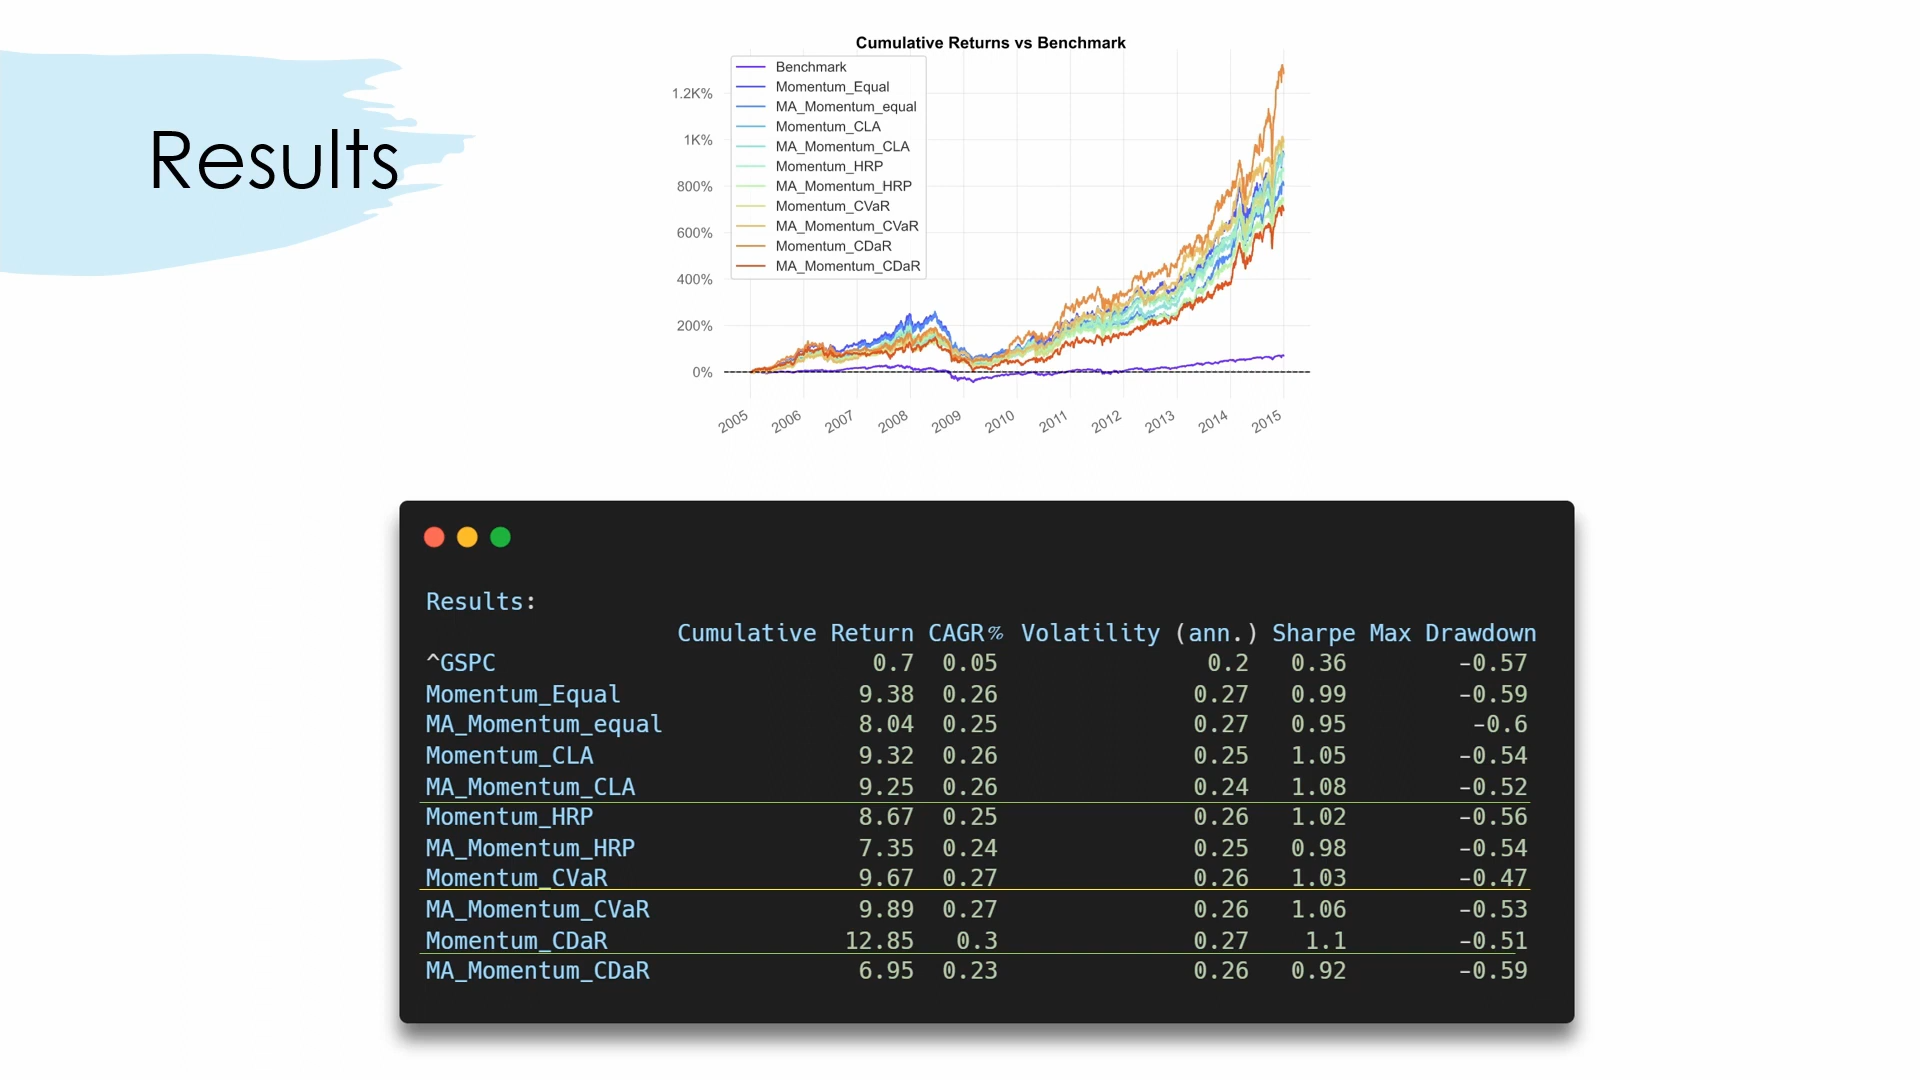 Results
Cumulative Returns vs Benchmark
Benchmark
Momentum_Equal
MA_Momentum_equal
Momentum_CLA
MA_Momentum_CLA
Momentum_HRP
MA_Momentum_HRP
Momentum_CVaR
MA_Momentum_CVaR
Momentum_CDaR
MA_Momentum_CDaR
1.2K%
1K%
800%
600%
400%
200%
0%
2005 2006 2007 2008 2009 2010 2011 2012 2013 2014 2015
Results:
Cumulative Return CAGR% Volatility (ann.) Sharpe Max Drawdown
^GSPC 0.7 0.05 0.2 0.36 -0.57
Momentum_Equal 9.38 0.26 0.27 0.99 -0.59
MA_Momentum_equal 8.04 0.25 0.27 0.95 -0.6
Momentum_CLA 9.32 0.26 0.25 1.05 -0.54
MA_Momentum_CLA 9.25 0.26 0.24 1.08 -0.52
Momentum_HRP 8.67 0.25 0.26 1.02 -0.56
MA_Momentum_HRP 7.35 0.24 0.25 0.98 -0.54
Momentum_CVaR 9.67 0.27 0.26 1.03 -0.47
MA_Momentum_CVaR 9.89 0.27 0.26 1.06 -0.53
Momentum_CDaR 12.85 0.3 0.27 1.1 -0.51
MA_Momentum_CDaR 6.95 0.23 0.26 0.92 -0.59